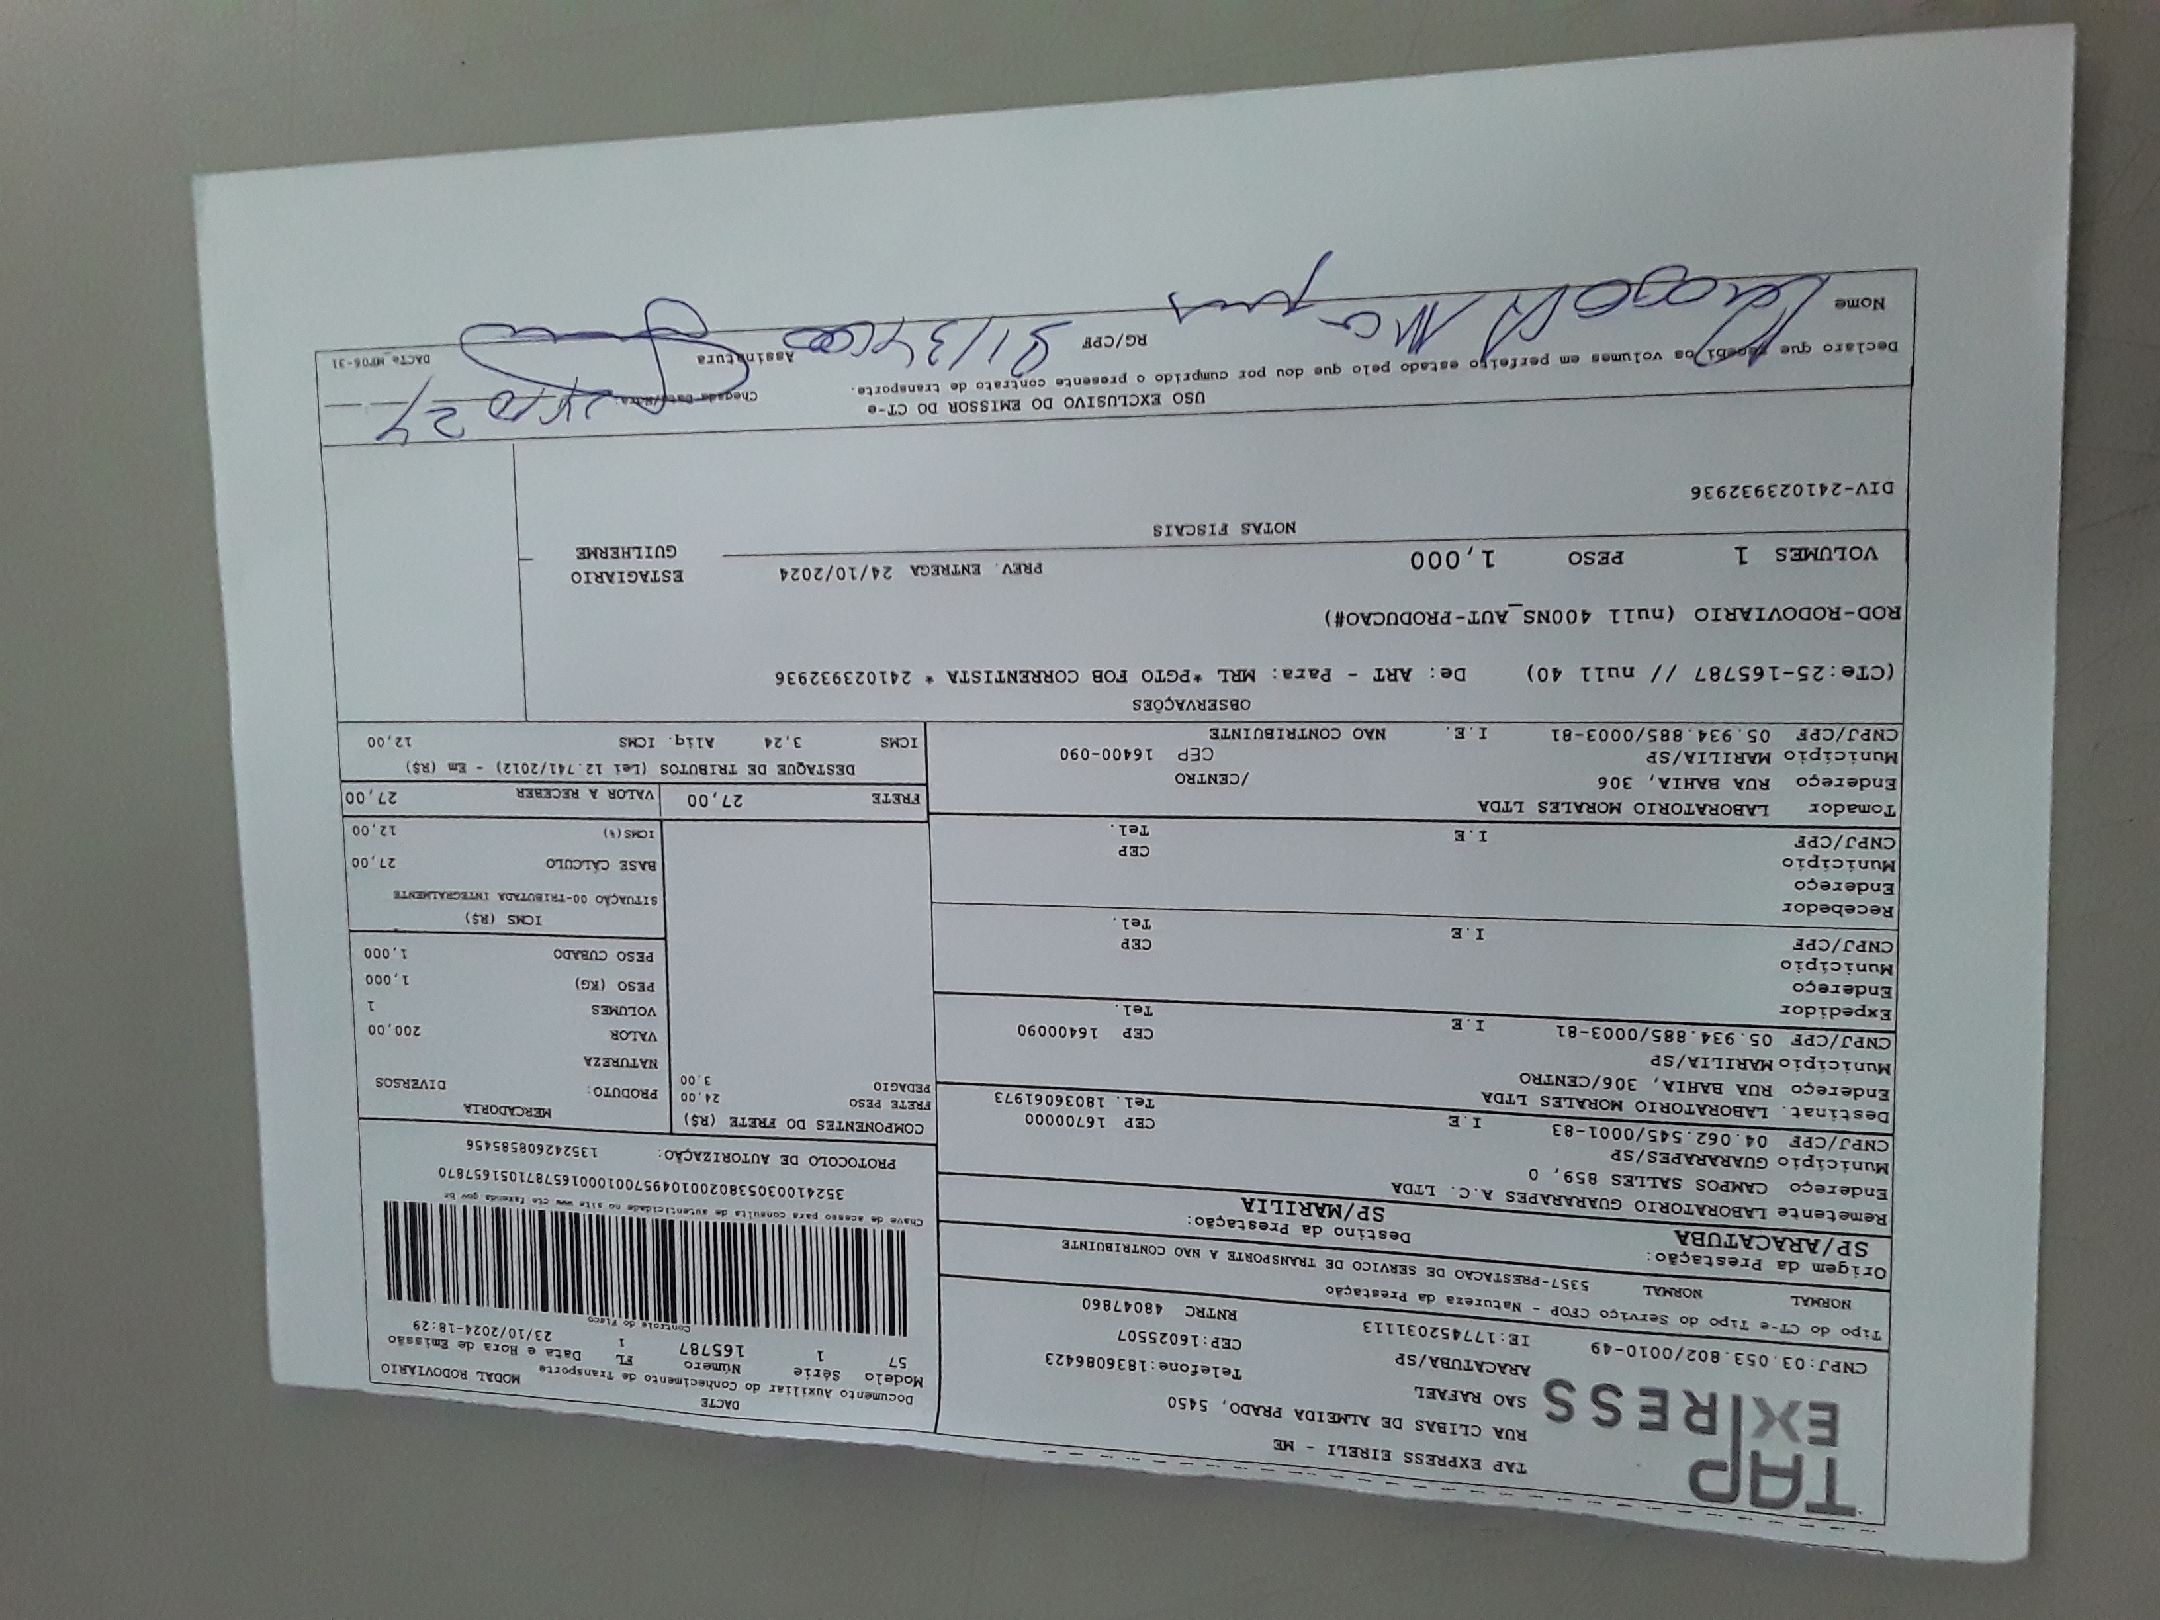 TAP
EXPRESS
TAP EXPRESS EIRELI - ME
RUA CLIBAS DE ALMEIDA PRADO, 5450
SAO RAFAEL
ARACATUBA/SP Telefone:1836086423
CEP:16025507
CNPJ:03.053.802/0010-49 IE:177452031113 RNTRC 48047860
Tipo do CT-e Tipo do Serviço CFOP - Natureza da Prestação
NORMAL NORMAL 5357-PRESTACAO DE SERVICO DE TRANSPORTE A NAO CONTRIBUINTE
Origem da Prestação: Destino da Prestação:
SP/ARACATUBA SP/MARILIA
DACTE
Documento Auxiliar do Conhecimento de Transporte MODAL RODOVIÁRIO
Modelo Série Número FL Data e Hora de Emissão
57 1 165787 1 23/10/2024-18:29
Controle do Fisco
Chave de acesso para consulta de autenticidade no site www cte fazenda gov br
PROTOCOLO DE AUTORIZAÇÃO: 135242608585456
Remetente LABORATORIO GUARARAPES A.C. LTDA
Endereço CAMPOS SALLES 859, 0
Município GUARARAPES/SP CEP 16700000
CNPJ/CPF 04.062.545/0001-83 I.E Tel. 18036061973
Destinat. LABORATORIO MORALES LTDA
Endereço RUA BAHIA, 306/CENTRO
Município MARILIA/SP CEP 16400090
CNPJ/CPF 05.934.885/0003-81 I.E Tel.
Expedidor
Endereço
Município CEP
CNPJ/CPF I.E Tel.
Recebedor
Endereço
Município CEP
CNPJ/CPF I.E Tel.
Tomador LABORATORIO MORALES LTDA
Endereço RUA BAHIA, 306 /CENTRO
Município MARILIA/SP CEP 16400-090
CNPJ/CPF 05.934.885/0003-81 I.E. NAO CONTRIBUINTE
COMPONENTES DO FRETE (R$)
FRETE PESO 24,00
PEDAGIO 3,00
MERCADORIA
PRODUTO: DIVERSOS
NATUREZA
VALOR 200,00
VOLUMES 1
PESO (KG) 1,000
PESO CUBADO 1,000
ICMS (R$)
SITUAÇÃO 00-TRIBUTADA INTEGRALMENTE
BASE CÁLCULO 27,00
ICMS(%) 12,00
FRETE 27,00 VALOR A RECEBER 27,00
DESTAQUE DE TRIBUTOS (Lei 12.741/2012) - Em (R$)
ICMS 3,24 Aliq. ICMS 12,00
OBSERVAÇÕES
(CTe:25-165787 // null 40) De: ART - Para: MRL *PGTO FOB CORRENTISTA * 241023932936
ROD-RODOVIARIO (null 400NS_AUT-PRODUCAO#)
VOLUMES 1 PESO 1,000 PREV. ENTREGA 24/10/2024 ESTAGIARIO
GUILHERME
NOTAS FISCAIS
DIV-241023932936
USO EXCLUSIVO DO EMISSOR DO CT-e
Declaro que recebi os volumes em perfeito estado pelo que dou por cumprido o presente contrato de transporte.
Chegada Data/Hora: 24 10 24
Nome RG/CPF Assinatura
DACTe_MP06-31